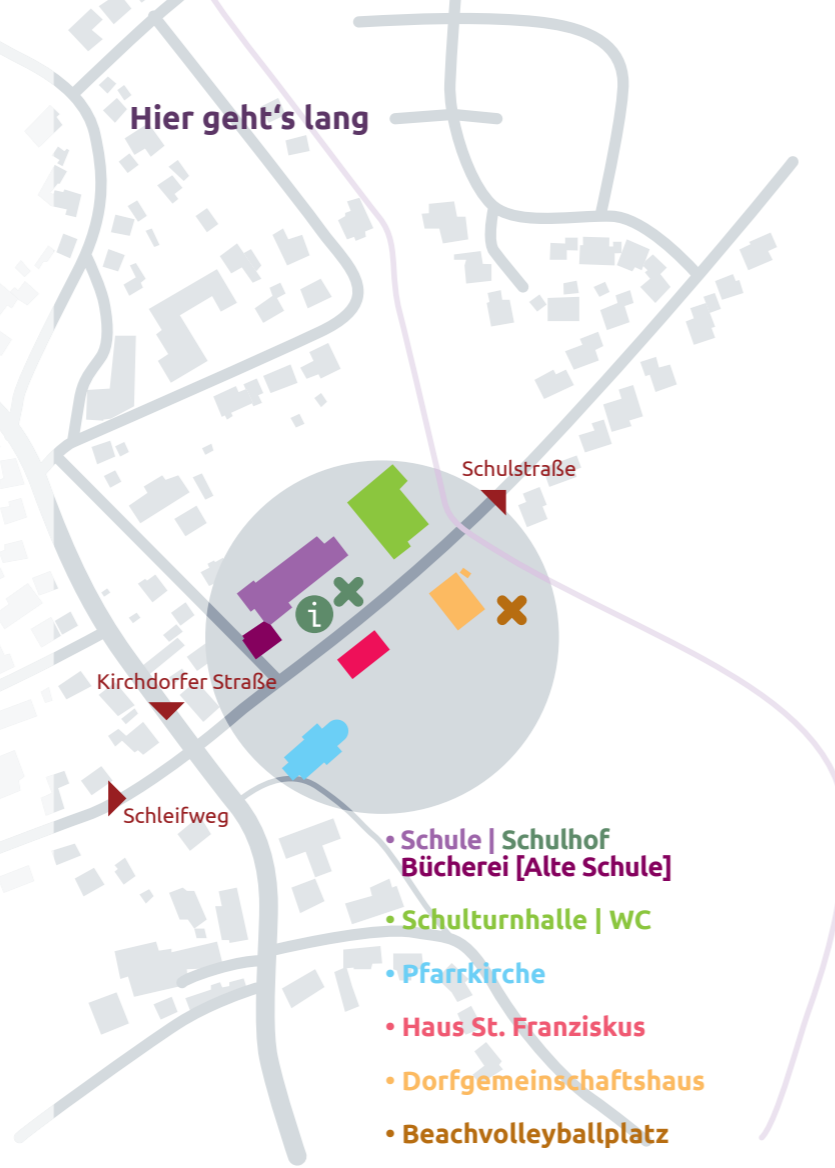 Hier geht‘s lang
Schulstraße
i
Kirchdorfer Straße
Schleifweg
• Schule | Schulhof
Bücherei [Alte Schule]
• Schulturnhalle | WC
• Pfarrkirche
• Haus St. Franziskus
• Dorfgemeinschaftshaus
• Beachvolleyballplatz